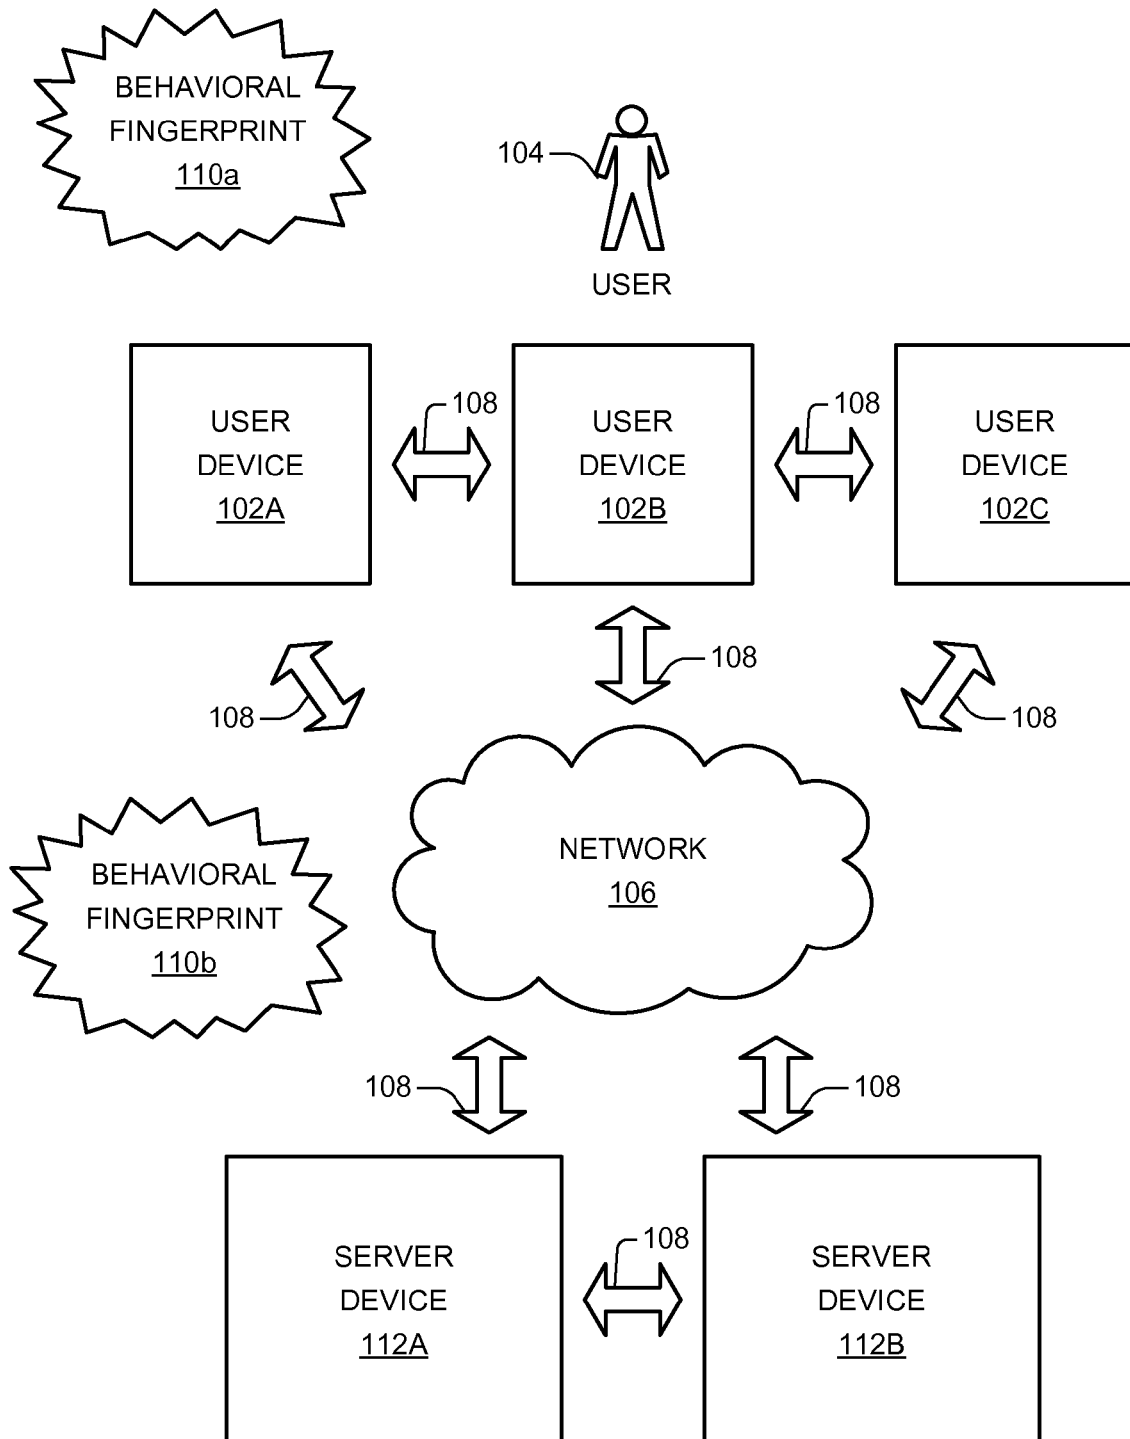 BEHAVIORAL
FINGERPRINT
110a
104
USER
108
108
USER
DEVICE
102A
USER
DEVICE
102B
USER
DEVICE
102C
108
108
108
NETWORK
106
BEHAVIORAL
FINGERPRINT
110b
108
108
108
SERVER
DEVICE
112A
SERVER
DEVICE
112B